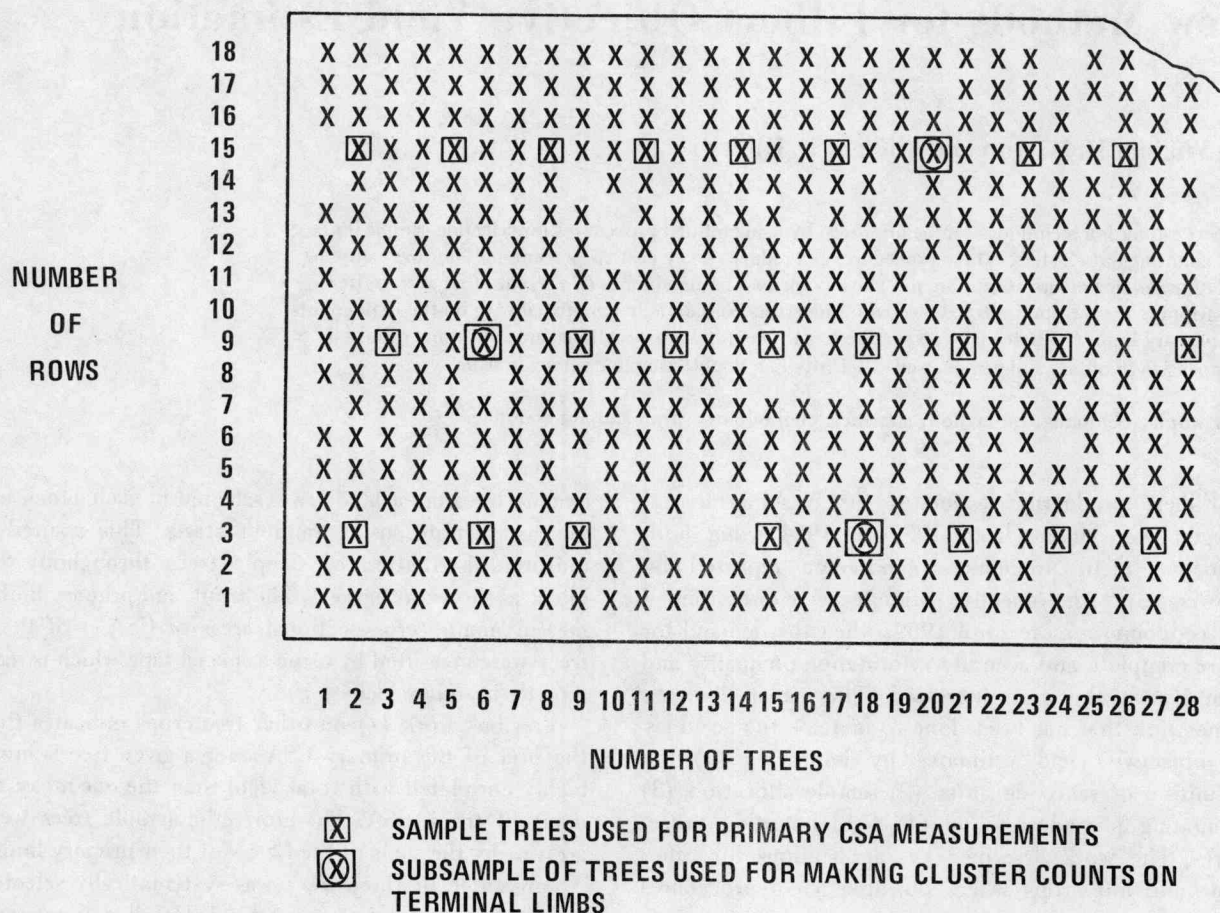 18
17
16
15
14
13
12
11
10
9
8
7
6
5
4
3
2
1
NUMBER
OF
ROWS
1 2 3 4 5 6 7 8 9 10 11 12 13 14 15 16 17 18 19 20 21 22 23 24 25 26 27 28
NUMBER OF TREES
X SAMPLE TREES USED FOR PRIMARY CSA MEASUREMENTS
X SUBSAMPLE OF TREES USED FOR MAKING CLUSTER COUNTS ON
TERMINAL LIMBS